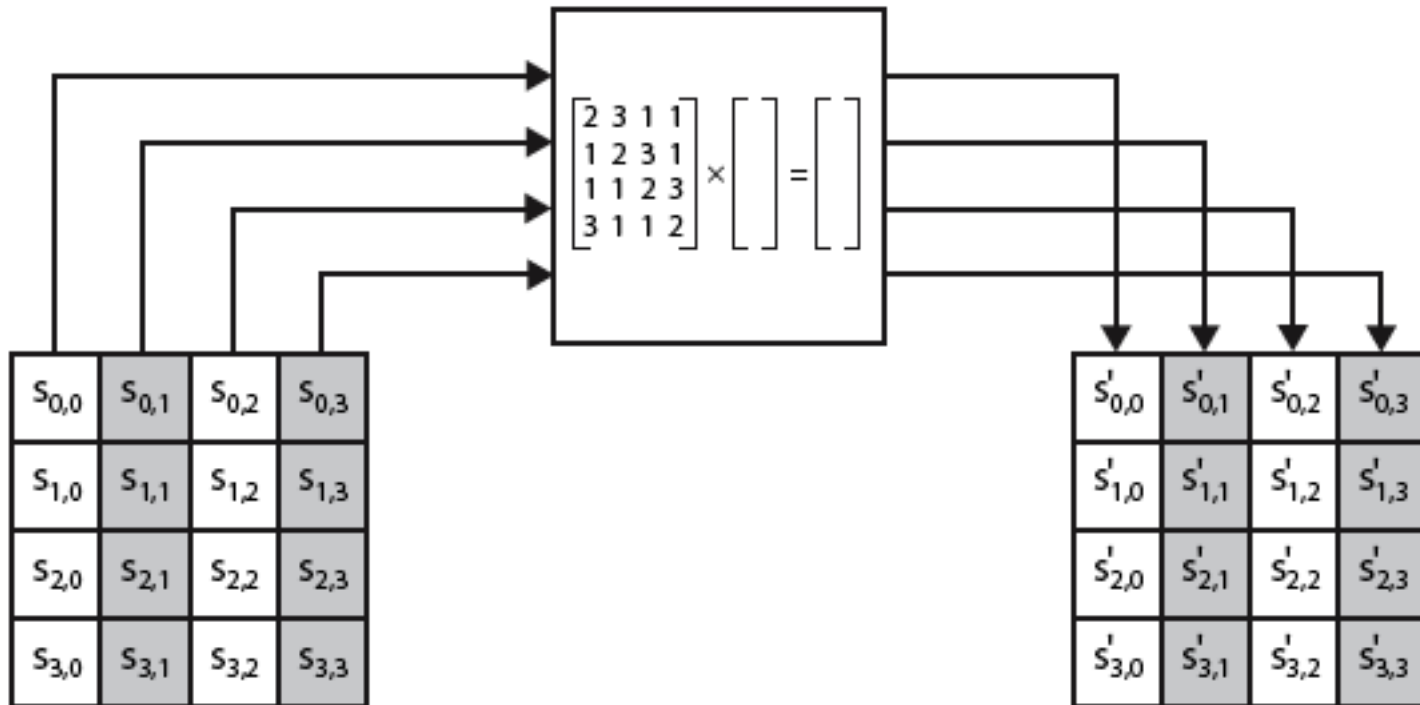 2 3 1 1
1 2 3 1
1 1 2 3
3 1 1 2
× =
S0,0 S0,1 S0,2 S0,3
S1,0 S1,1 S1,2 S1,3
S2,0 S2,1 S2,2 S2,3
S3,0 S3,1 S3,2 S3,3
S'0,0 S'0,1 S'0,2 S'0,3
S'1,0 S'1,1 S'1,2 S'1,3
S'2,0 S'2,1 S'2,2 S'2,3
S'3,0 S'3,1 S'3,2 S'3,3